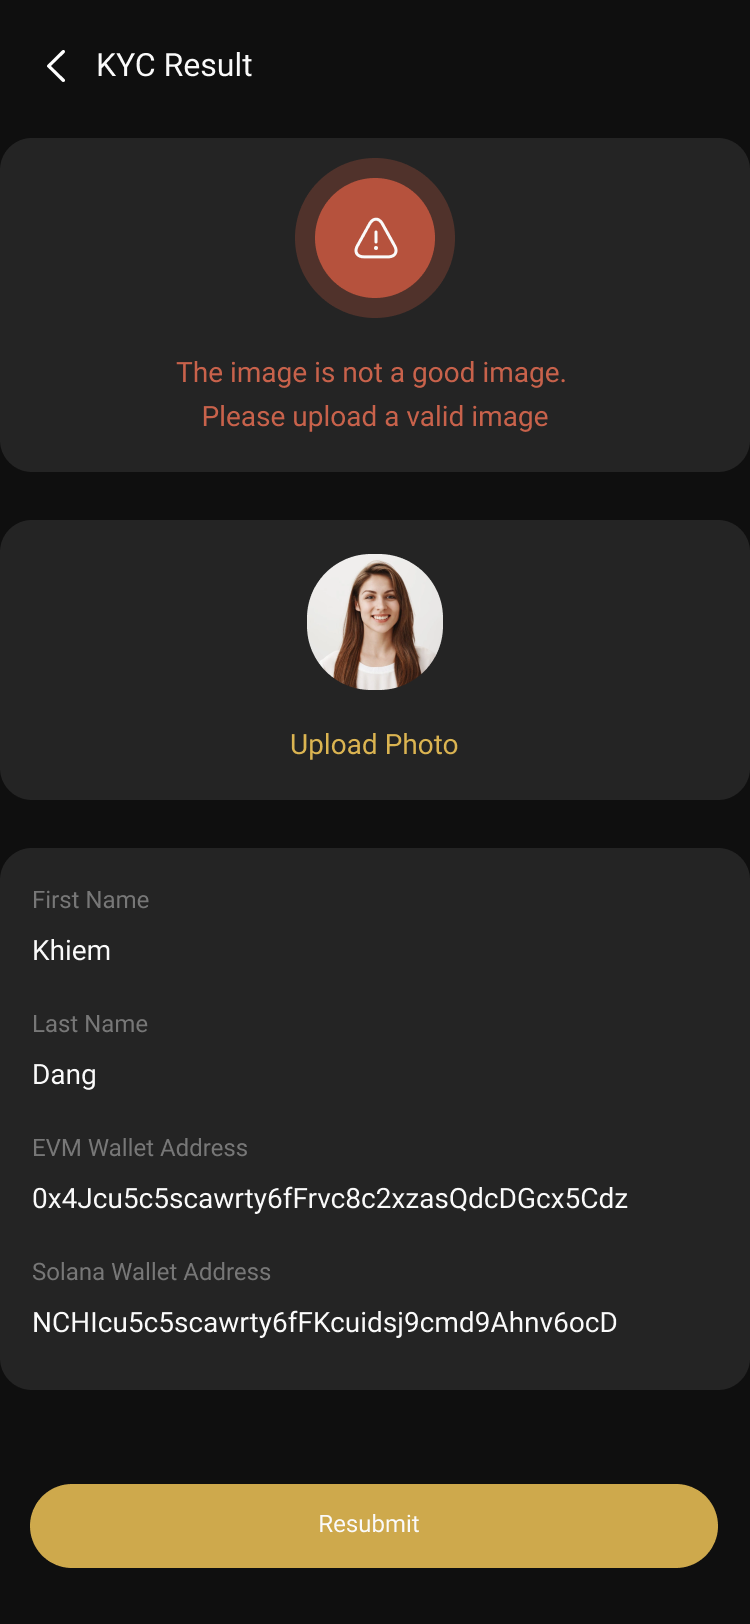 KYC Result
The image is not a good image.
Please upload a valid image
Upload Photo
First Name
Khiem
Last Name
Dang
EVM Wallet Address
0x4Jcu5c5scawrty6fFrvc8c2xzasQdcDGcx5Cdz
Solana Wallet Address
NCHIcu5c5scawrty6fFKcuidsj9cmd9Ahnv6ocD
Resubmit